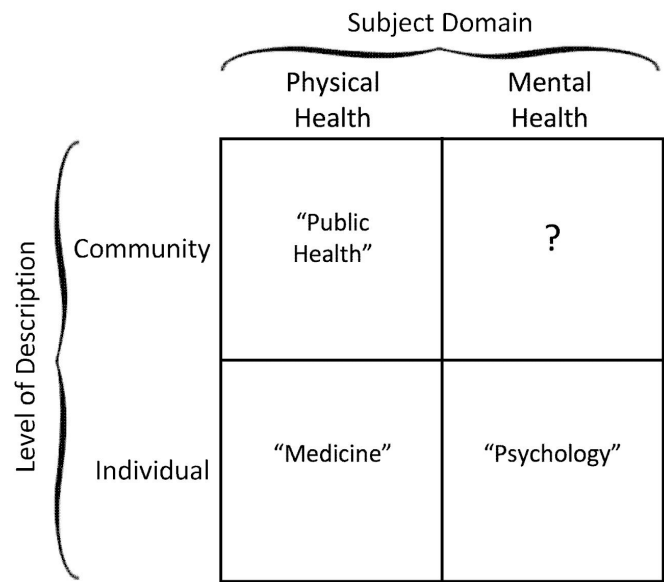 Subject Domain
Physical
Health
Mental
Health
Level of Description
Community
“Public
Health”
?
Individual
“Medicine”
“Psychology”